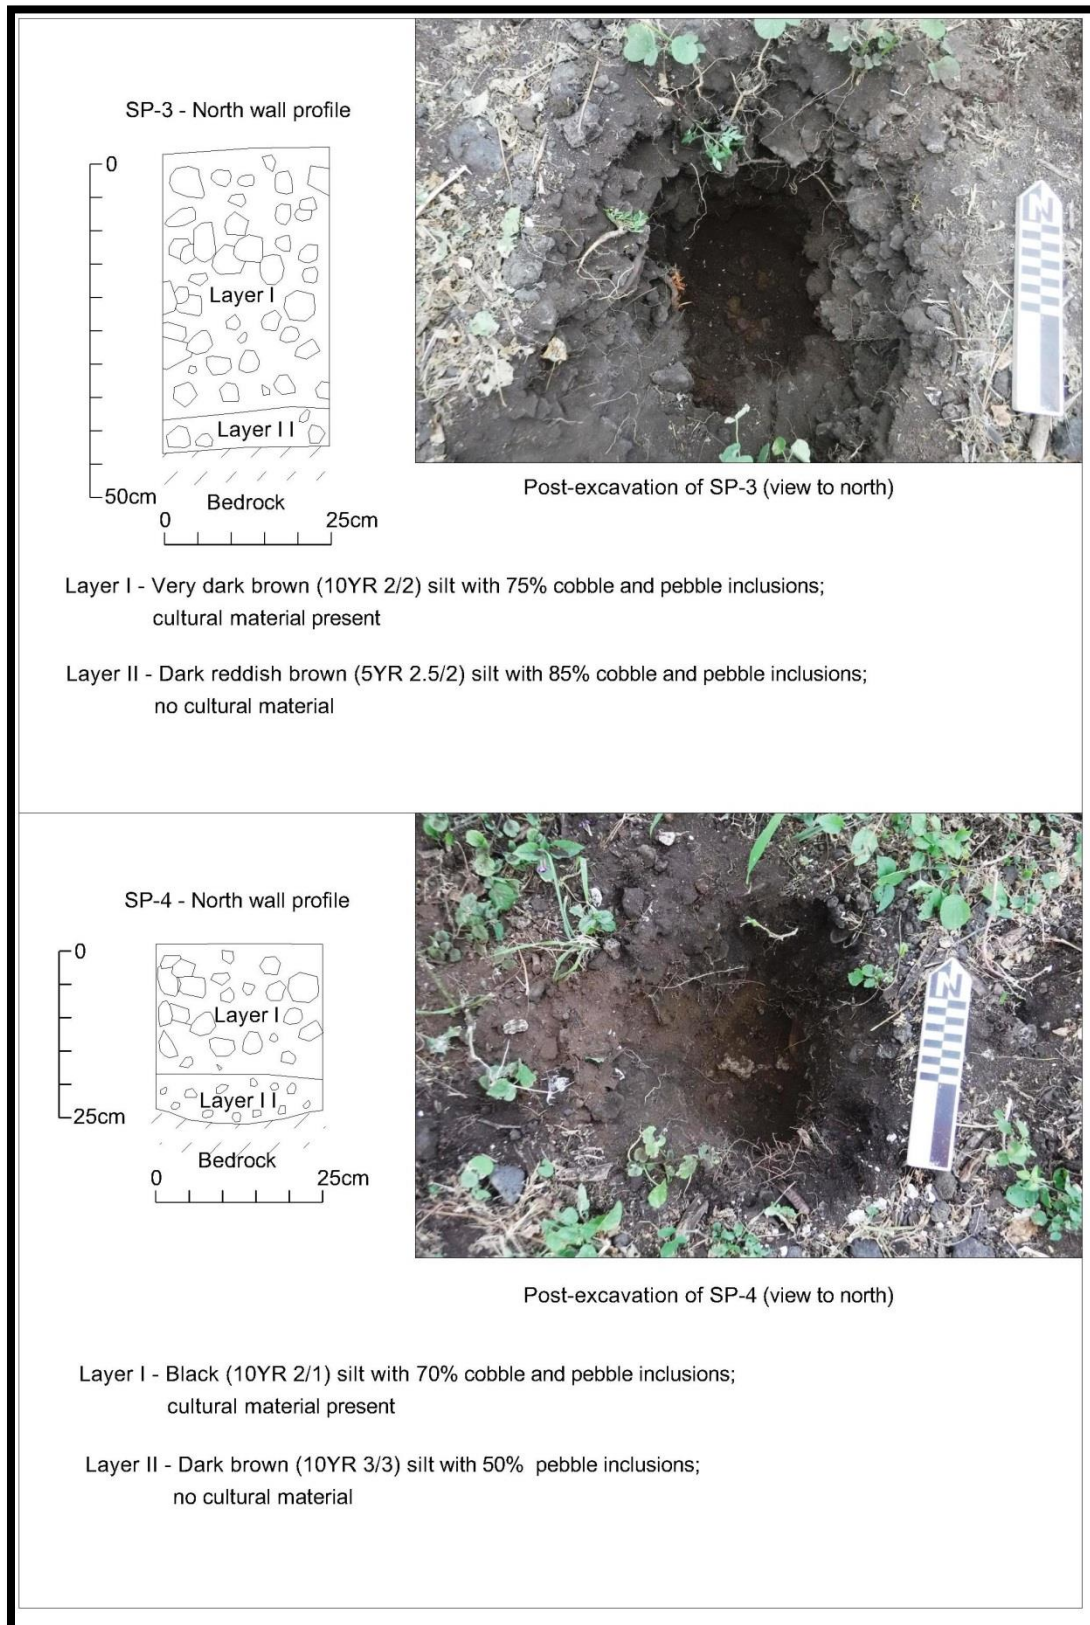 SP-3 - North wall profile
0
Layer I
Layer I I
50cm
Bedrock
0 25cm
N
Post-excavation of SP-3 (view to north)
Layer I - Very dark brown (10YR 2/2) silt with 75% cobble and pebble inclusions;
cultural material present
Layer II - Dark reddish brown (5YR 2.5/2) silt with 85% cobble and pebble inclusions;
no cultural material
SP-4 - North wall profile
0
Layer I
Layer I I
25cm
Bedrock
0 25cm
N
Post-excavation of SP-4 (view to north)
Layer I - Black (10YR 2/1) silt with 70% cobble and pebble inclusions;
cultural material present
Layer II - Dark brown (10YR 3/3) silt with 50% pebble inclusions;
no cultural material